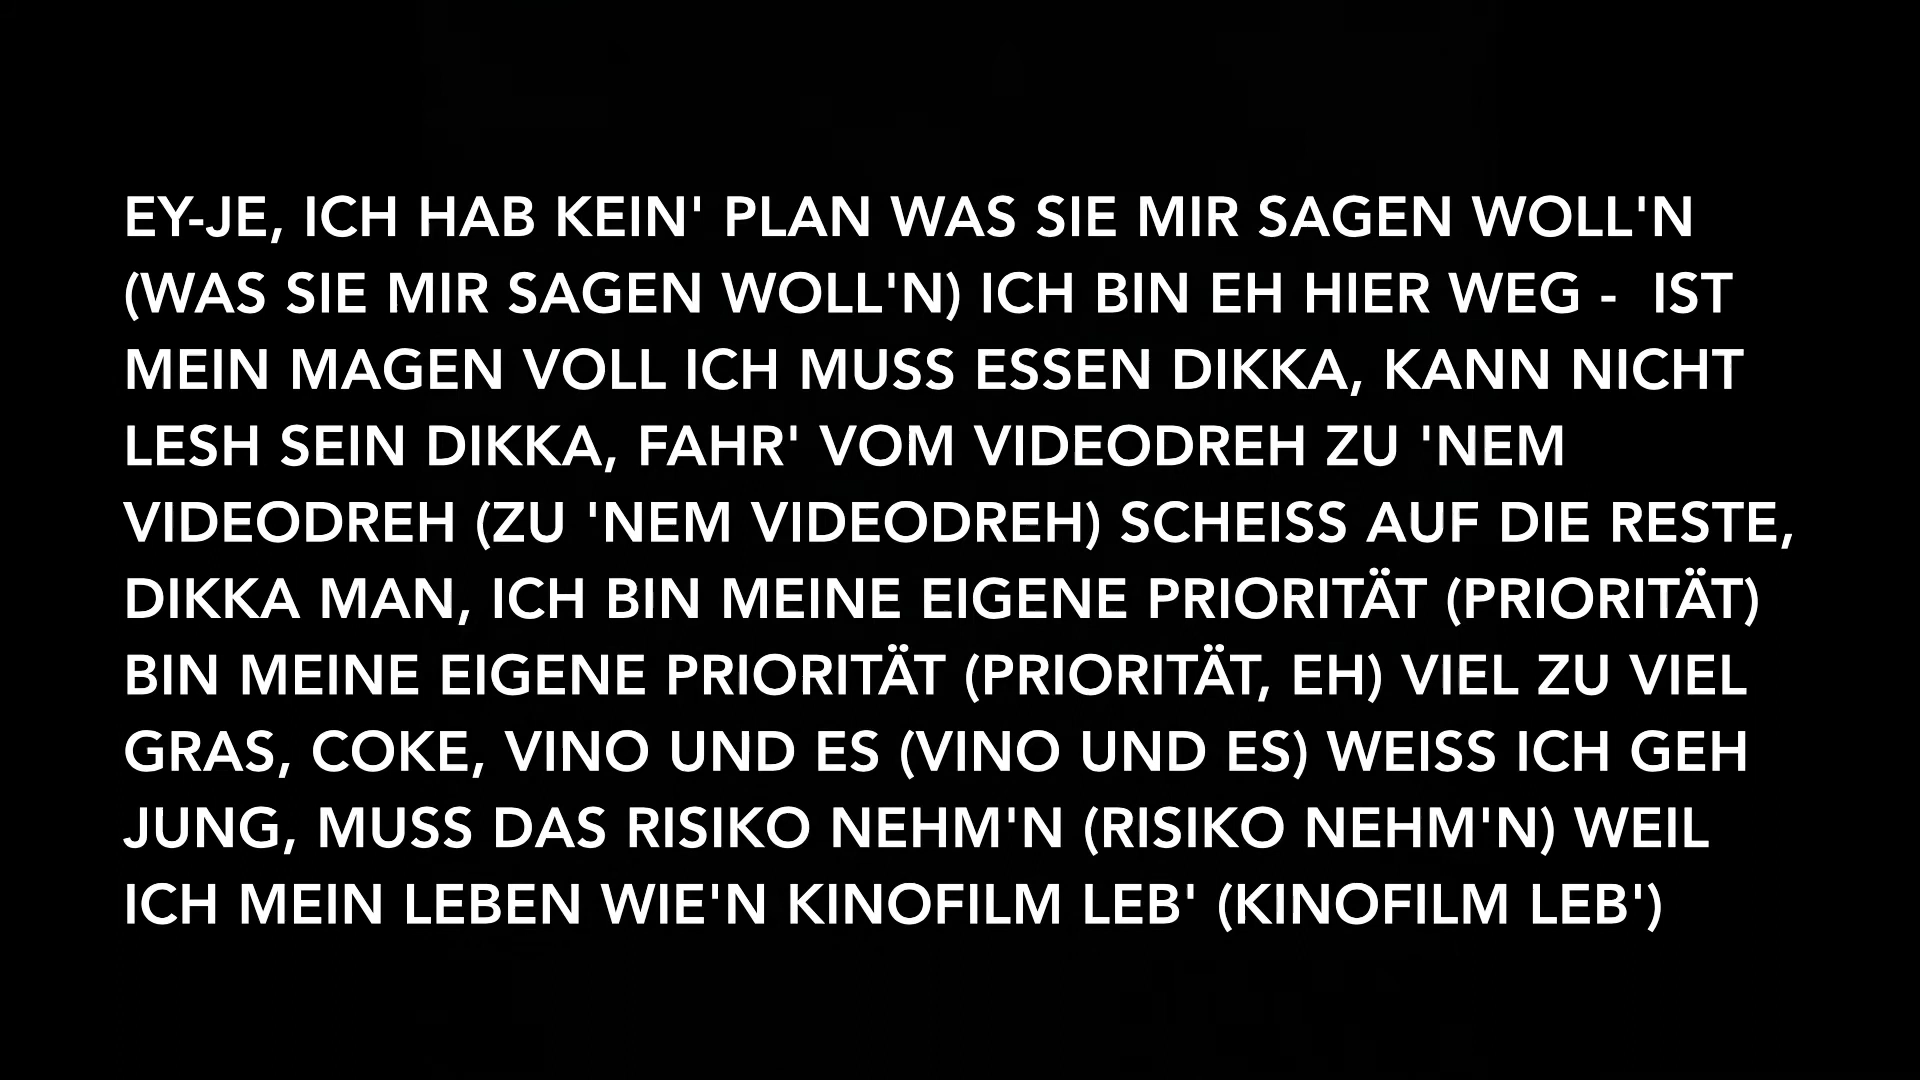 EY-JE, ICH HAB KEIN' PLAN WAS SIE MIR SAGEN WOLL'N
(WAS SIE MIR SAGEN WOLL'N) ICH BIN EH HIER WEG -  IST
MEIN MAGEN VOLL ICH MUSS ESSEN DIKKA, KANN NICHT
LESH SEIN DIKKA, FAHR' VOM VIDEODREH ZU 'NEM
VIDEODREH (ZU 'NEM VIDEODREH) SCHEISS AUF DIE RESTE,
DIKKA MAN, ICH BIN MEINE EIGENE PRIORITÄT (PRIORITÄT)
BIN MEINE EIGENE PRIORITÄT (PRIORITÄT, EH) VIEL ZU VIEL
GRAS, COKE, VINO UND ES (VINO UND ES) WEISS ICH GEH
JUNG, MUSS DAS RISIKO NEHM'N (RISIKO NEHM'N) WEIL
ICH MEIN LEBEN WIE'N KINOFILM LEB' (KINOFILM LEB')